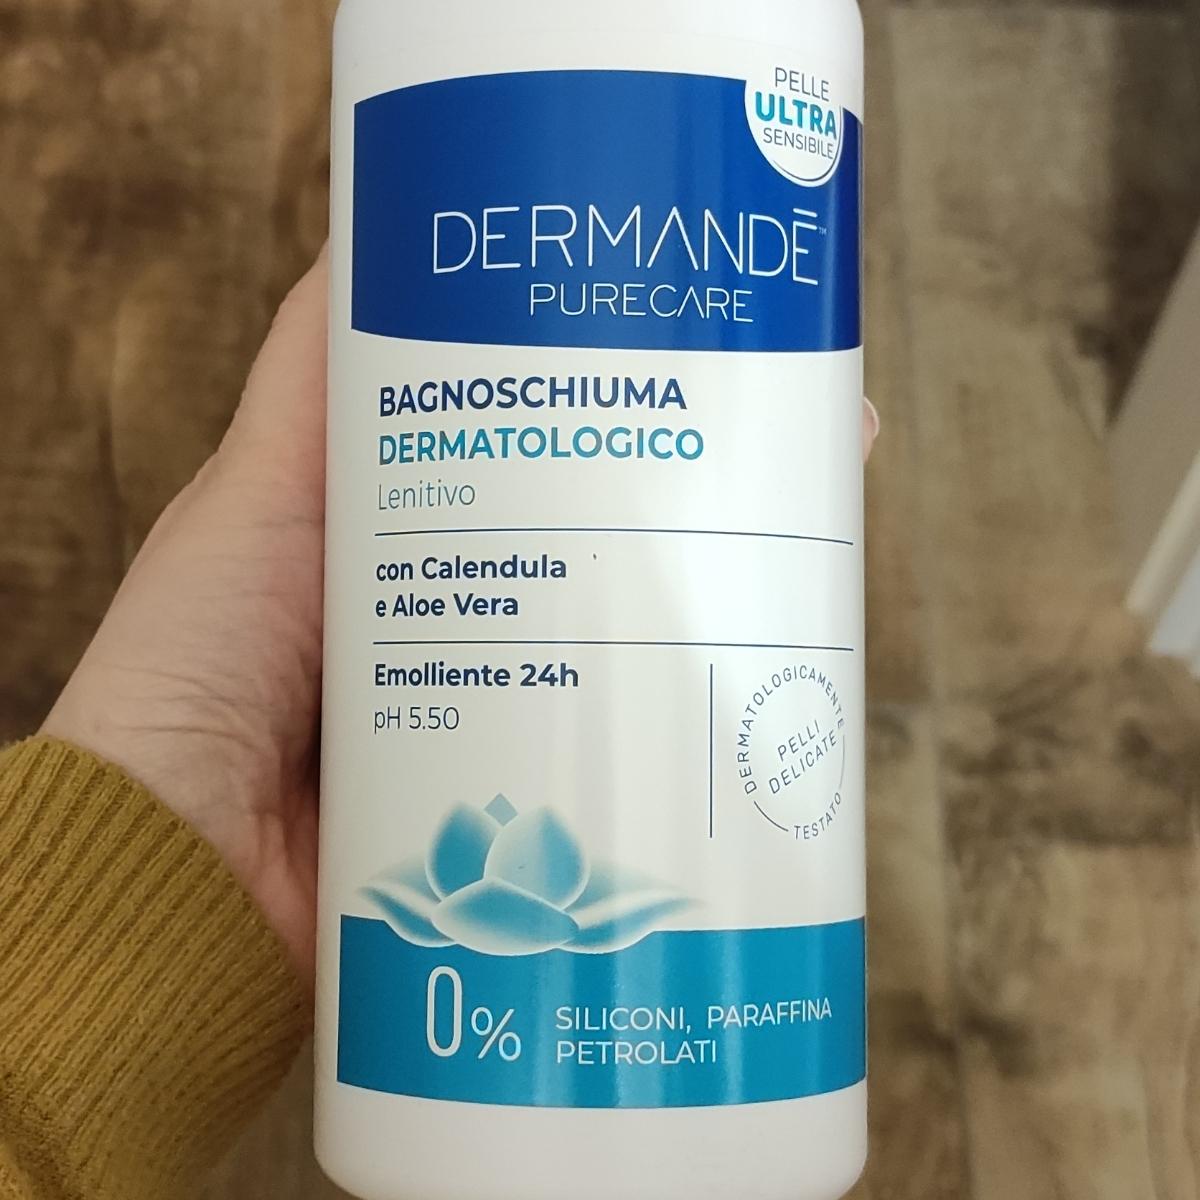 PELLE
ULTRA
SENSIBILE
DERMANDĒ™
PURECARE
BAGNOSCHIUMA
DERMATOLOGICO
Lenitivo
con Calendula
e Aloe Vera
Emolliente 24h
pH 5.50
DERMATOLOGICAMENTE
TESTATO
PELLI
DELICATE
0% SILICONI, PARAFFINA
PETROLATI